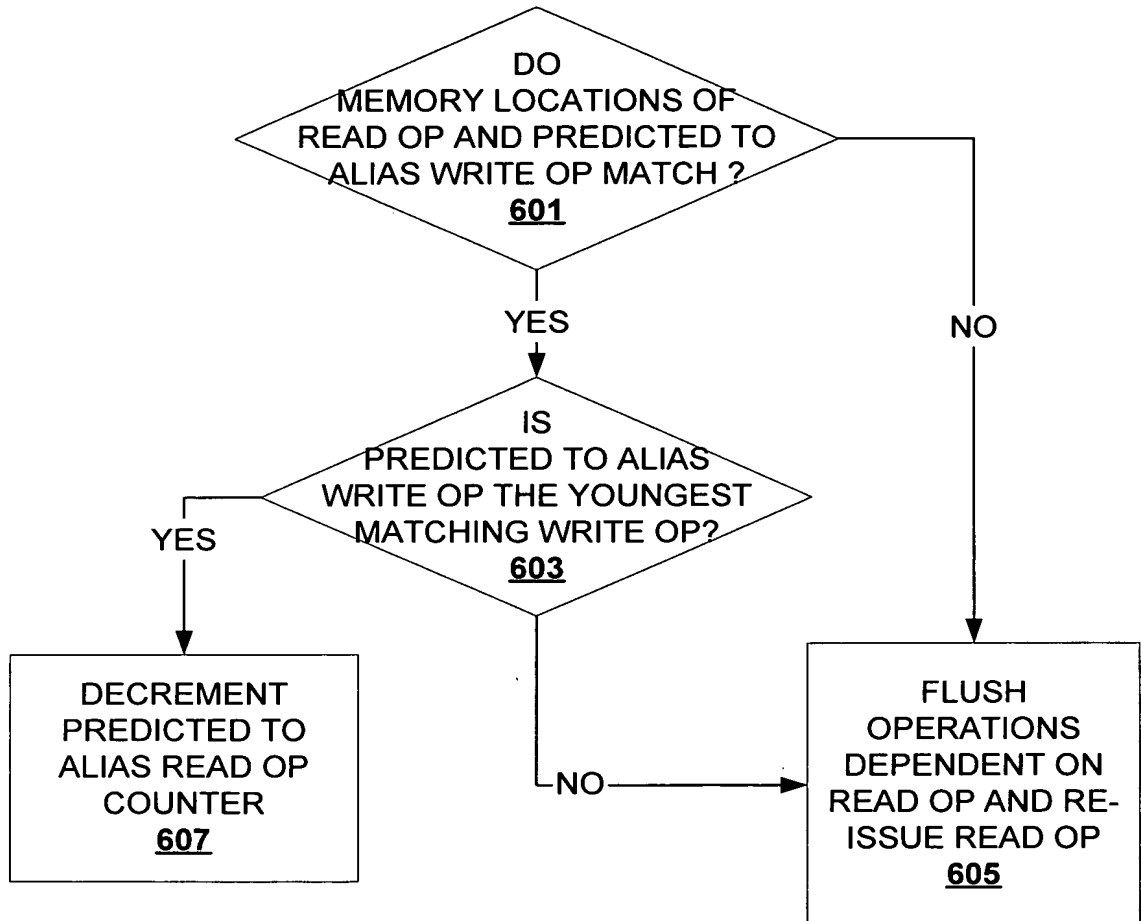 DO
MEMORY LOCATIONS OF
READ OP AND PREDICTED TO
ALIAS WRITE OP MATCH ?
601
YES
NO
IS
PREDICTED TO ALIAS
WRITE OP THE YOUNGEST
MATCHING WRITE OP?
603
YES
DECREMENT
PREDICTED TO
ALIAS READ OP
COUNTER
607
NO
FLUSH
OPERATIONS
DEPENDENT ON
READ OP AND RE-
ISSUE READ OP
605